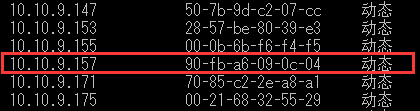 10.10.9.147 50-7b-9d-c2-07-cc 动态
10.10.9.153 28-57-be-80-39-e3 动态
10.10.9.155 00-0b-6b-f6-f4-f5 动态
10.10.9.157 90-fb-a6-09-0c-04 动态
10.10.9.171 70-85-c2-2e-a8-a1 动态
10.10.9.175 00-21-68-32-55-29 动态